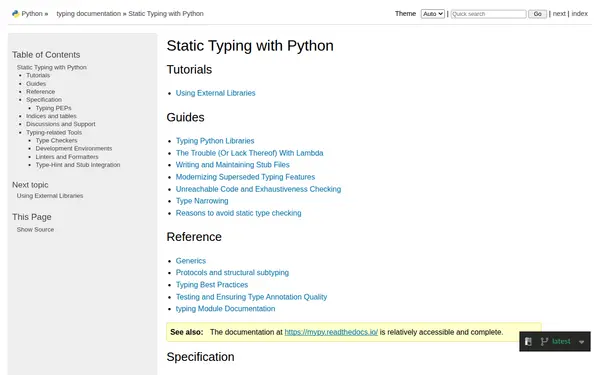 Python » typing documentation » Static Typing with Python
Theme Auto | Quick search Go | next | index
Table of Contents
Static Typing with Python
Tutorials
Guides
Reference
Specification
Typing PEPs
Indices and tables
Discussions and Support
Typing-related Tools
Type Checkers
Development Environments
Linters and Formatters
Type-Hint and Stub Integration
Next topic
Using External Libraries
This Page
Show Source
Static Typing with Python
Tutorials
Using External Libraries
Guides
Typing Python Libraries
The Trouble (Or Lack Thereof) With Lambda
Writing and Maintaining Stub Files
Modernizing Superseded Typing Features
Unreachable Code and Exhaustiveness Checking
Type Narrowing
Reasons to avoid static type checking
Reference
Generics
Protocols and structural subtyping
Typing Best Practices
Testing and Ensuring Type Annotation Quality
typing Module Documentation
See also: The documentation at https://mypy.readthedocs.io/ is relatively accessible and complete.
latest
Specification